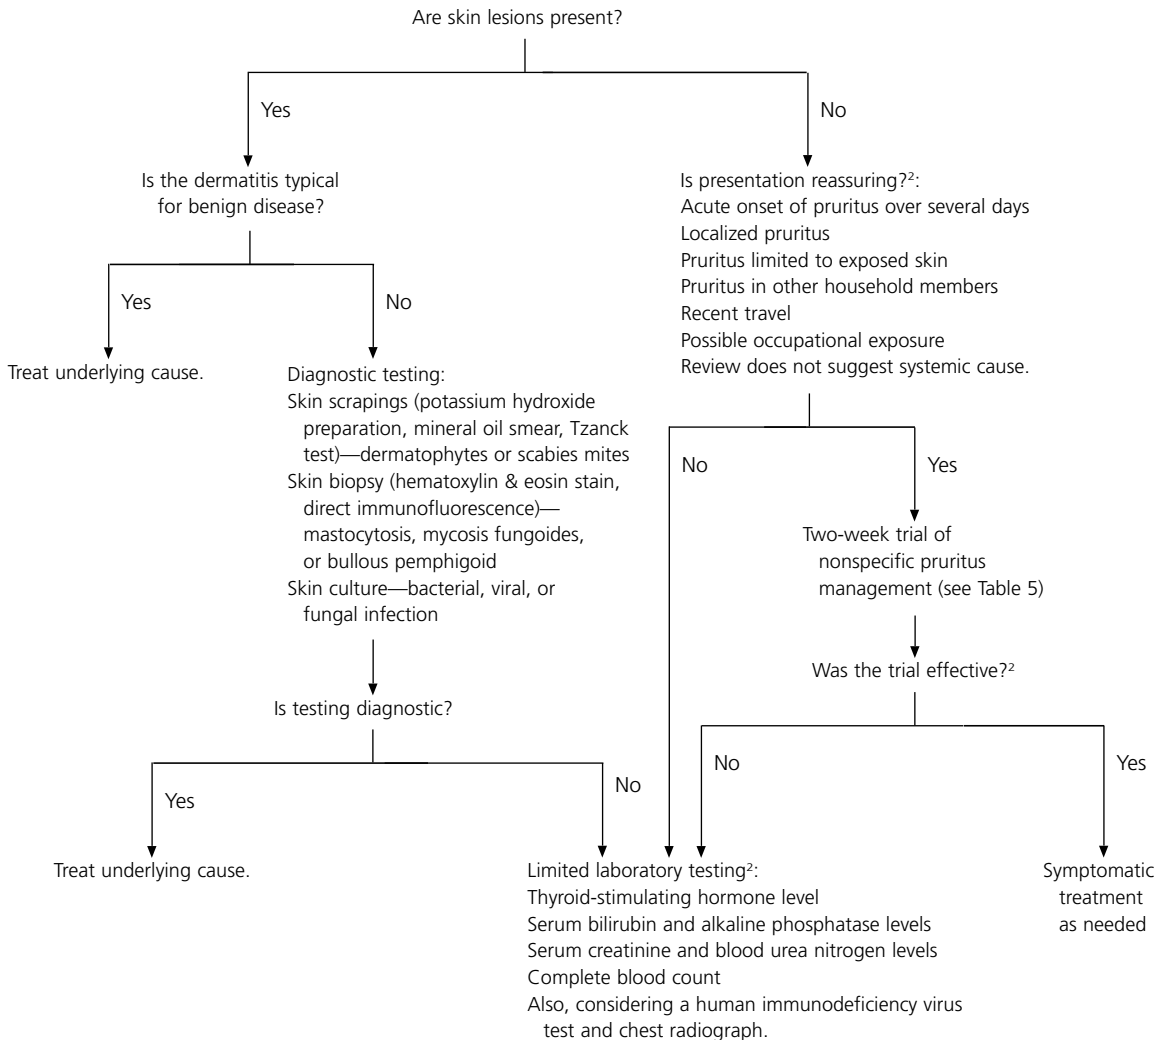 Are skin lesions present?
Yes
No
Is the dermatitis typical
for benign disease?
Is presentation reassuring?²:
Acute onset of pruritus over several days
Localized pruritus
Pruritus limited to exposed skin
Pruritus in other household members
Recent travel
Possible occupational exposure
Review does not suggest systemic cause.
Yes
No
Treat underlying cause.
Diagnostic testing:
Skin scrapings (potassium hydroxide
preparation, mineral oil smear, Tzanck
test)—dermatophytes or scabies mites
Skin biopsy (hematoxylin & eosin stain,
direct immunofluorescence)—
mastocytosis, mycosis fungoides,
or bullous pemphigoid
Skin culture—bacterial, viral, or
fungal infection
No
Yes
Two-week trial of
nonspecific pruritus
management (see Table 5)
Was the trial effective?²
Is testing diagnostic?
Yes
No
No
Yes
Treat underlying cause.
Limited laboratory testing²:
Thyroid-stimulating hormone level
Serum bilirubin and alkaline phosphatase levels
Serum creatinine and blood urea nitrogen levels
Complete blood count
Also, considering a human immunodeficiency virus
test and chest radiograph.
Symptomatic
treatment
as needed